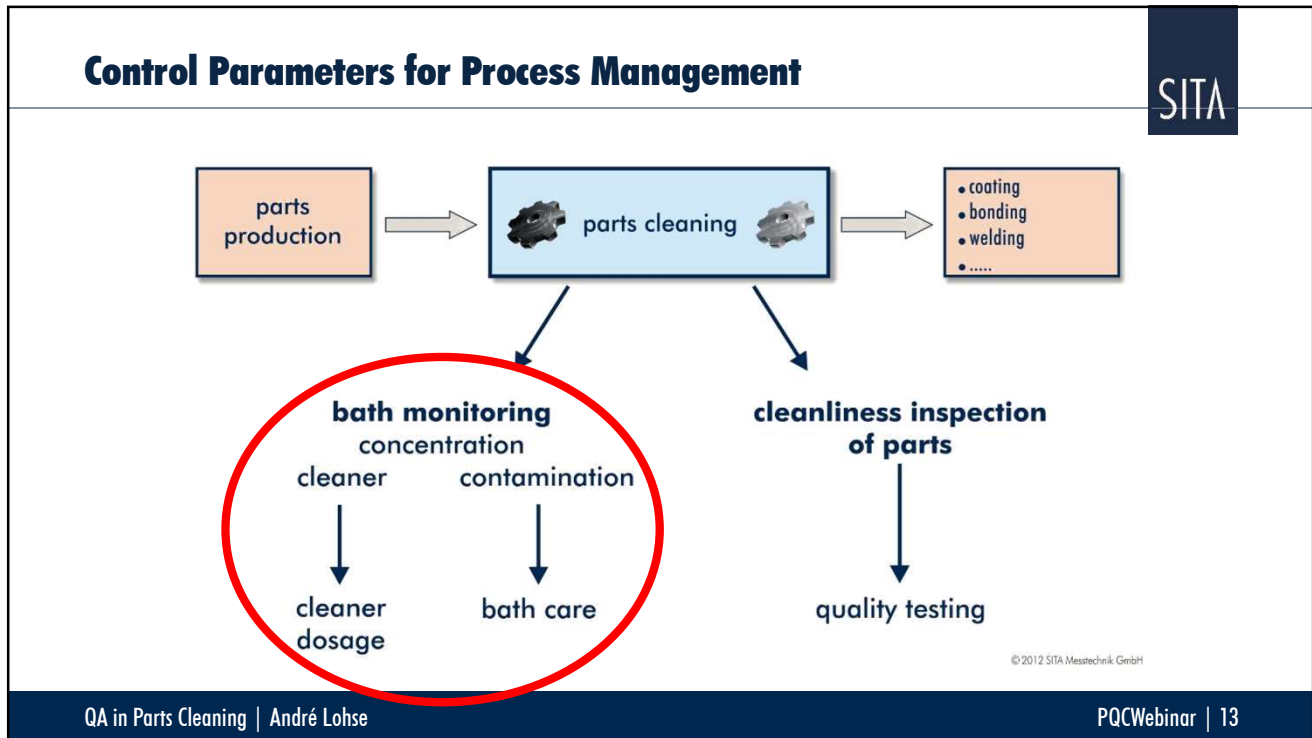 Control Parameters for Process Management
SITA
parts
production
parts cleaning
• coating
• bonding
• welding
• .....
bath monitoring
concentration
cleaner contamination
cleaner
dosage
bath care
cleanliness inspection
of parts
quality testing
© 2012 SITA Messtechnik GmbH
QA in Parts Cleaning | André Lohse
PQCWebinar | 13